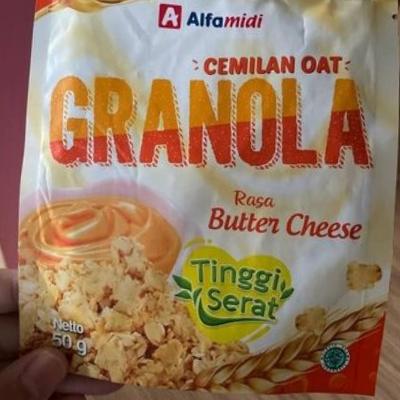 A Alfamidi
CEMILAN OAT
GRANOLA
Rasa
Butter Cheese
Tinggi
Serat
Netto
50 g